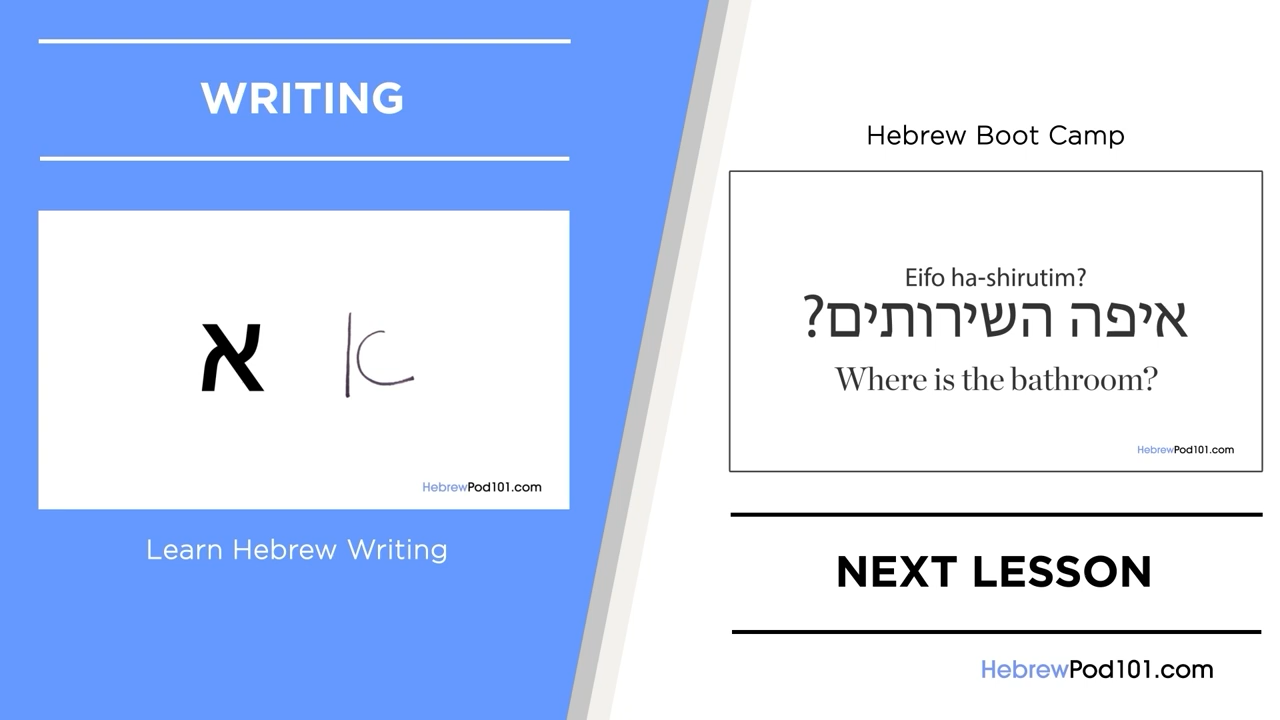 WRITING
א א
HebrewPod101.com
Learn Hebrew Writing
Hebrew Boot Camp
Eifo ha-shirutim?
איפה השירותים?
Where is the bathroom?
HebrewPod101.com
NEXT LESSON
HebrewPod101.com